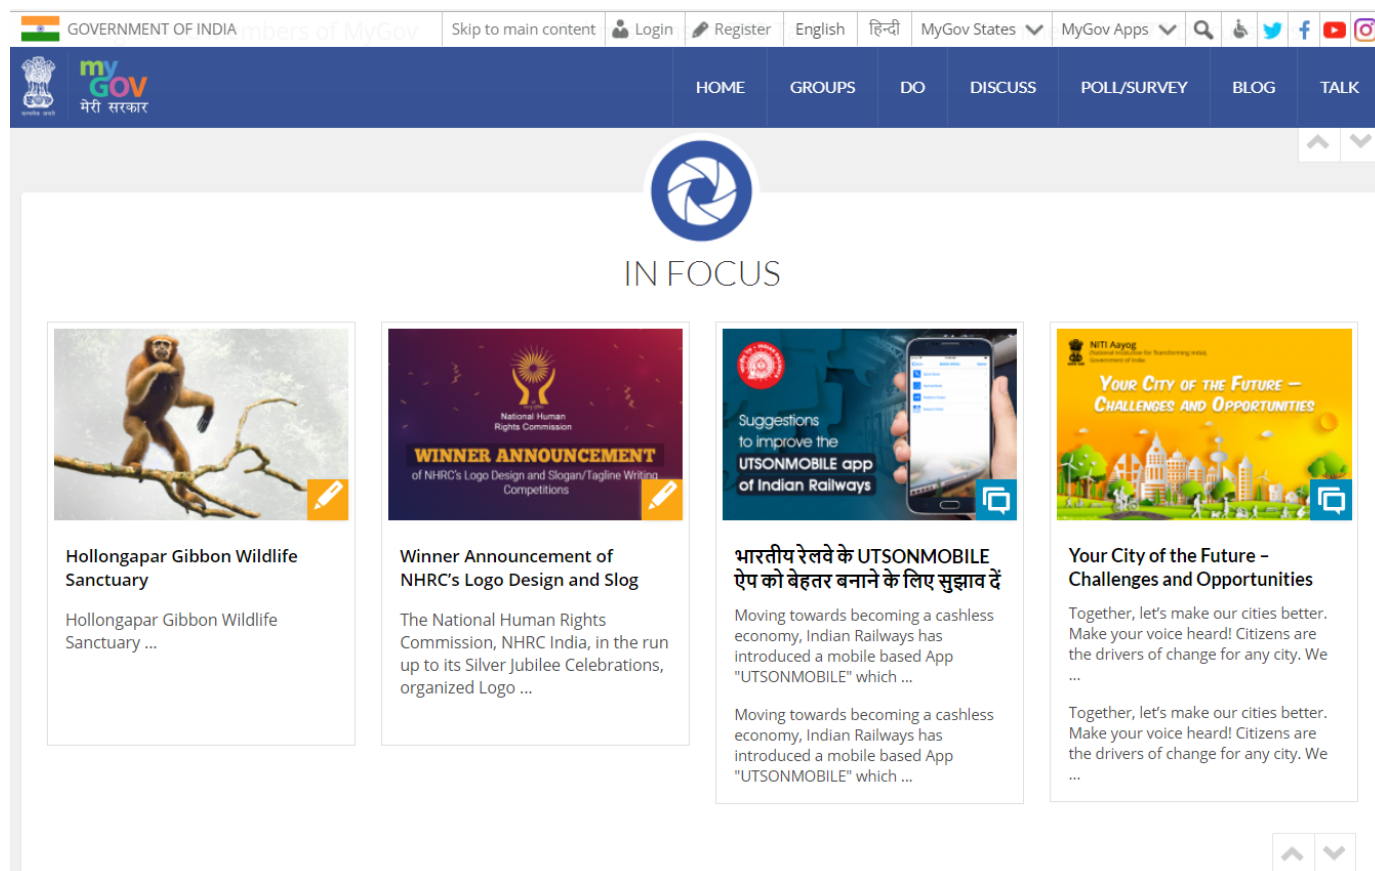 GOVERNMENT OF INDIA
Skip to main content
Login
Register
English
हिन्दी
MyGov States
MyGov Apps
my
GOV
मेरी सरकार
HOME
GROUPS
DO
DISCUSS
POLL/SURVEY
BLOG
TALK
IN FOCUS
Hollongapar Gibbon Wildlife
Sanctuary
Hollongapar Gibbon Wildlife
Sanctuary ...
National Human
Rights Commission
WINNER ANNOUNCEMENT
of NHRC's Logo Design and Slogan/Tagline Writing
Competitions
Winner Announcement of
NHRC's Logo Design and Slog
The National Human Rights
Commission, NHRC India, in the run
up to its Silver Jubilee Celebrations,
organized Logo ...
Suggestions
to improve the
UTSONMOBILE app
of Indian Railways
भारतीय रेलवे के UTSONMOBILE
ऐप को बेहतर बनाने के लिए सुझाव दें
Moving towards becoming a cashless
economy, Indian Railways has
introduced a mobile based App
"UTSONMOBILE" which ...
Moving towards becoming a cashless
economy, Indian Railways has
introduced a mobile based App
"UTSONMOBILE" which ...
NITI Aayog
(National Institution for Transforming India)
Government of India
YOUR CITY OF THE FUTURE –
CHALLENGES AND OPPORTUNITIES
Your City of the Future –
Challenges and Opportunities
Together, let's make our cities better.
Make your voice heard! Citizens are
the drivers of change for any city. We
...
Together, let's make our cities better.
Make your voice heard! Citizens are
the drivers of change for any city. We
...